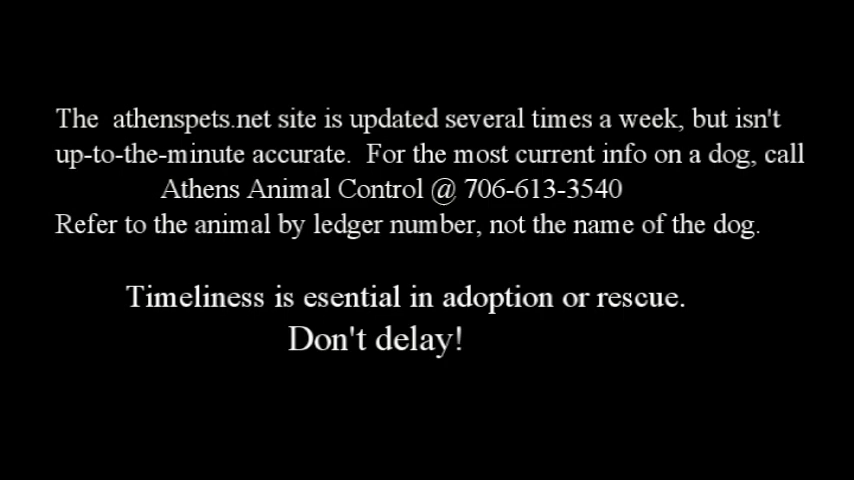 The athenspets.net site is updated several times a week, but isn't
up-to-the-minute accurate. For the most current info on a dog, call
Athens Animal Control @ 706-613-3540
Refer to the animal by ledger number, not the name of the dog.
Timeliness is esential in adoption or rescue.
Don't delay!